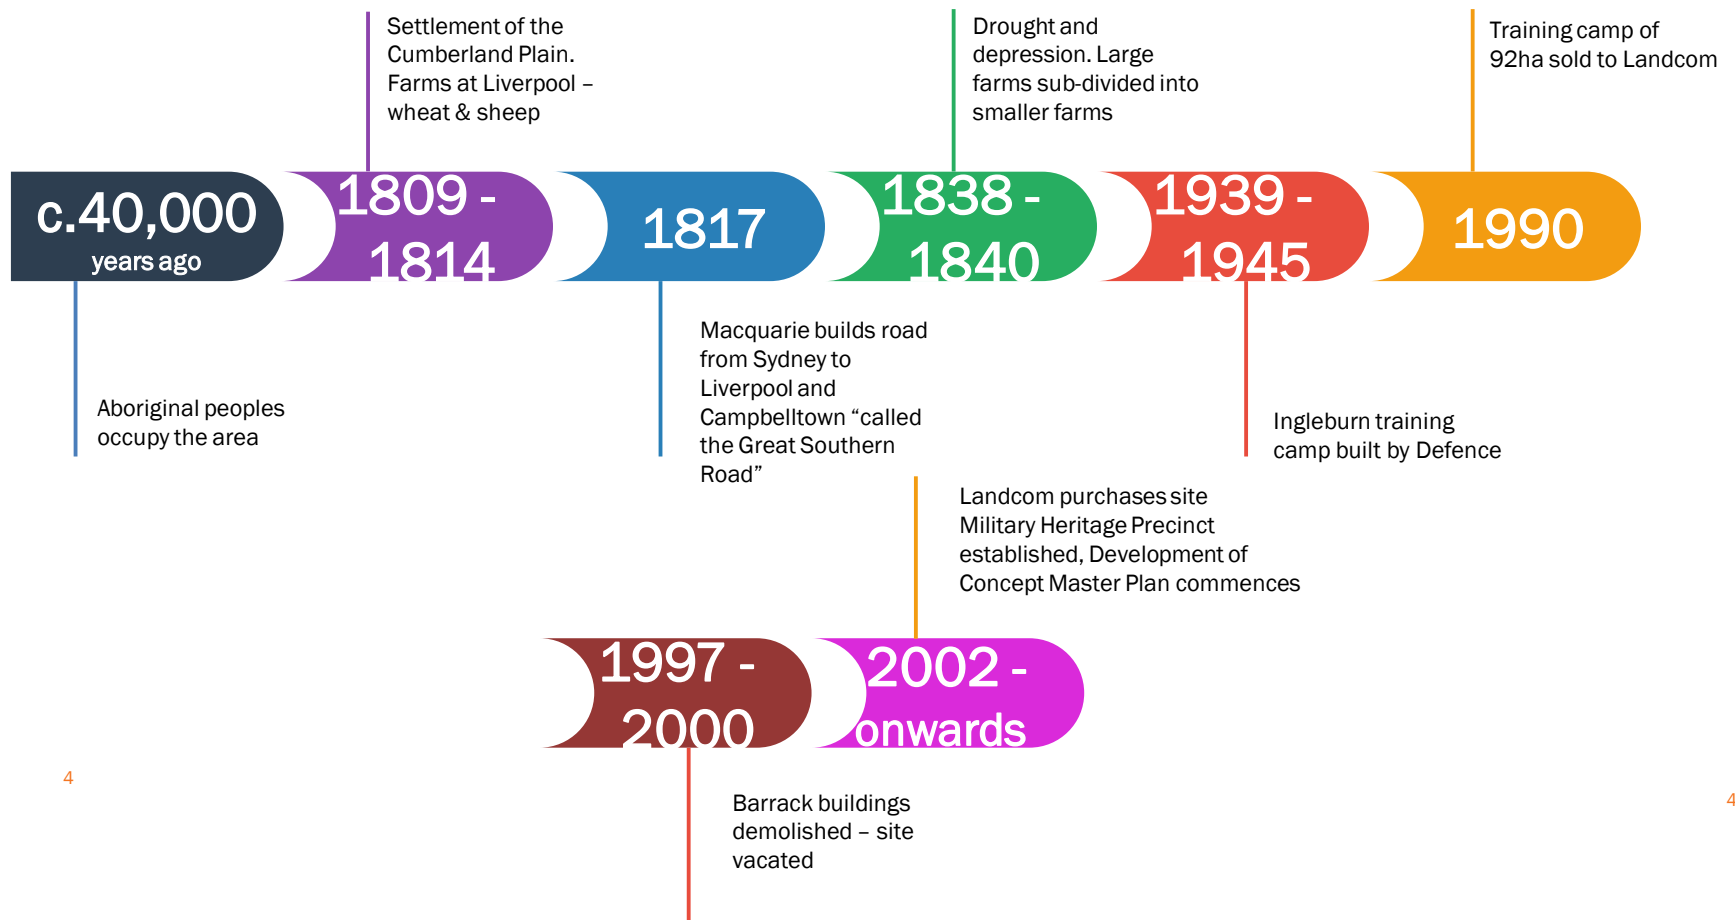 Settlement of the
Cumberland Plain.
Farms at Liverpool –
wheat & sheep
Drought and
depression. Large
farms sub-divided into
smaller farms
Training camp of
92ha sold to Landcom
c.40,000
years ago
1809 -
1814
1817
1838 -
1840
1939 -
1945
1990
Aboriginal peoples
occupy the area
Macquarie builds road
from Sydney to
Liverpool and
Campbelltown “called
the Great Southern
Road”
Ingleburn training
camp built by Defence
Landcom purchases site
Military Heritage Precinct
established, Development of
Concept Master Plan commences
1997 -
2000
2002 -
onwards
Barrack buildings
demolished – site
vacated
4
4